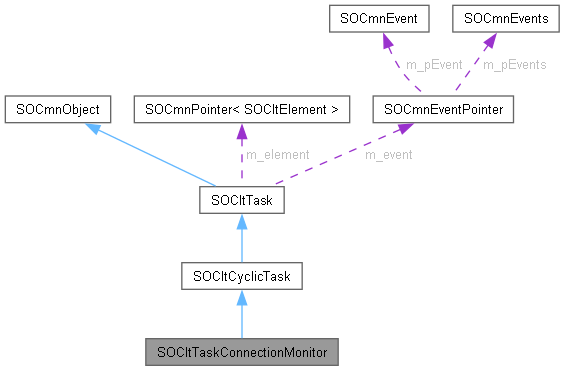 SOCmnEvent
SOCmnEvents
m_pEvent
m_pEvents
SOCmnObject
SOCmnPointer< SOCltElement >
SOCmnEventPointer
m_element
m_event
SOCltTask
SOCltCyclicTask
SOCltTaskConnectionMonitor